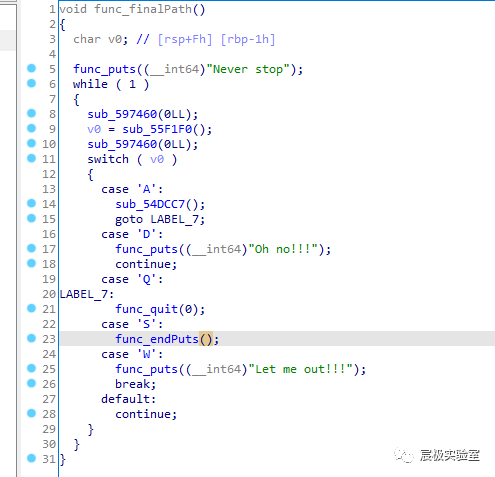 1 void func_finalPath()
2 {
3 char v0; // [rsp+Fh] [rbp-1h]
4
5 func_puts((__int64)"Never stop");
6 while ( 1 )
7 {
8 sub_597460(0LL);
9 v0 = sub_55F1F0();
10 sub_597460(0LL);
11 switch ( v0 )
12 {
13 case 'A':
14 sub_54DCC7();
15 goto LABEL_7;
16 case 'D':
17 func_puts((__int64)"Oh no!!!");
18 continue;
19 case 'Q':
20 LABEL_7:
21 func_quit(0);
22 case 'S':
23 func_endPuts();
24 case 'W':
25 func_puts((__int64)"Let me out!!!");
26 break;
27 default:
28 continue;
29 }
30 }
31 }
宸极实验室